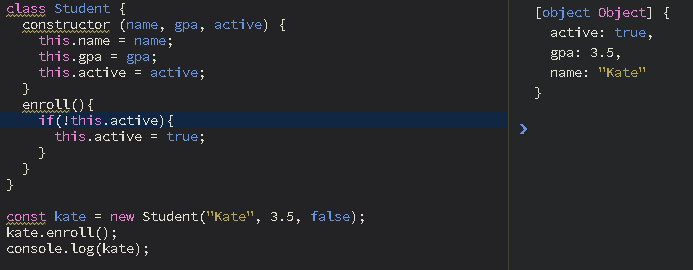 class Student {
  constructor (name, gpa, active) {
    this.name = name;
    this.gpa = gpa;
    this.active = active;
  }
  enroll(){
    if(!this.active){
      this.active = true;
    }
  }
}

const kate = new Student("Kate", 3.5, false);
kate.enroll();
console.log(kate);

[object Object] {
  active: true,
  gpa: 3.5,
  name: "Kate"
}